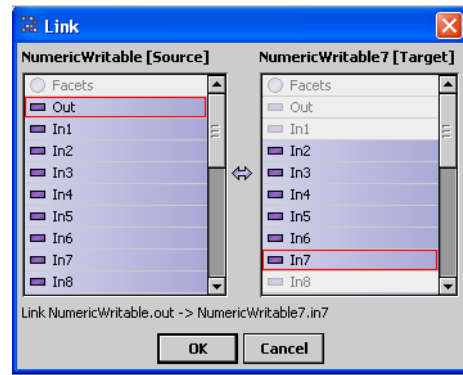 Link
NumericWritable [Source]
Facets
Out
In1
In2
In3
In4
In5
In6
In7
In8
NumericWritable7 [Target]
Facets
Out
In1
In2
In3
In4
In5
In6
In7
In8
Link NumericWritable.out -> NumericWritable7.in7
OK
Cancel